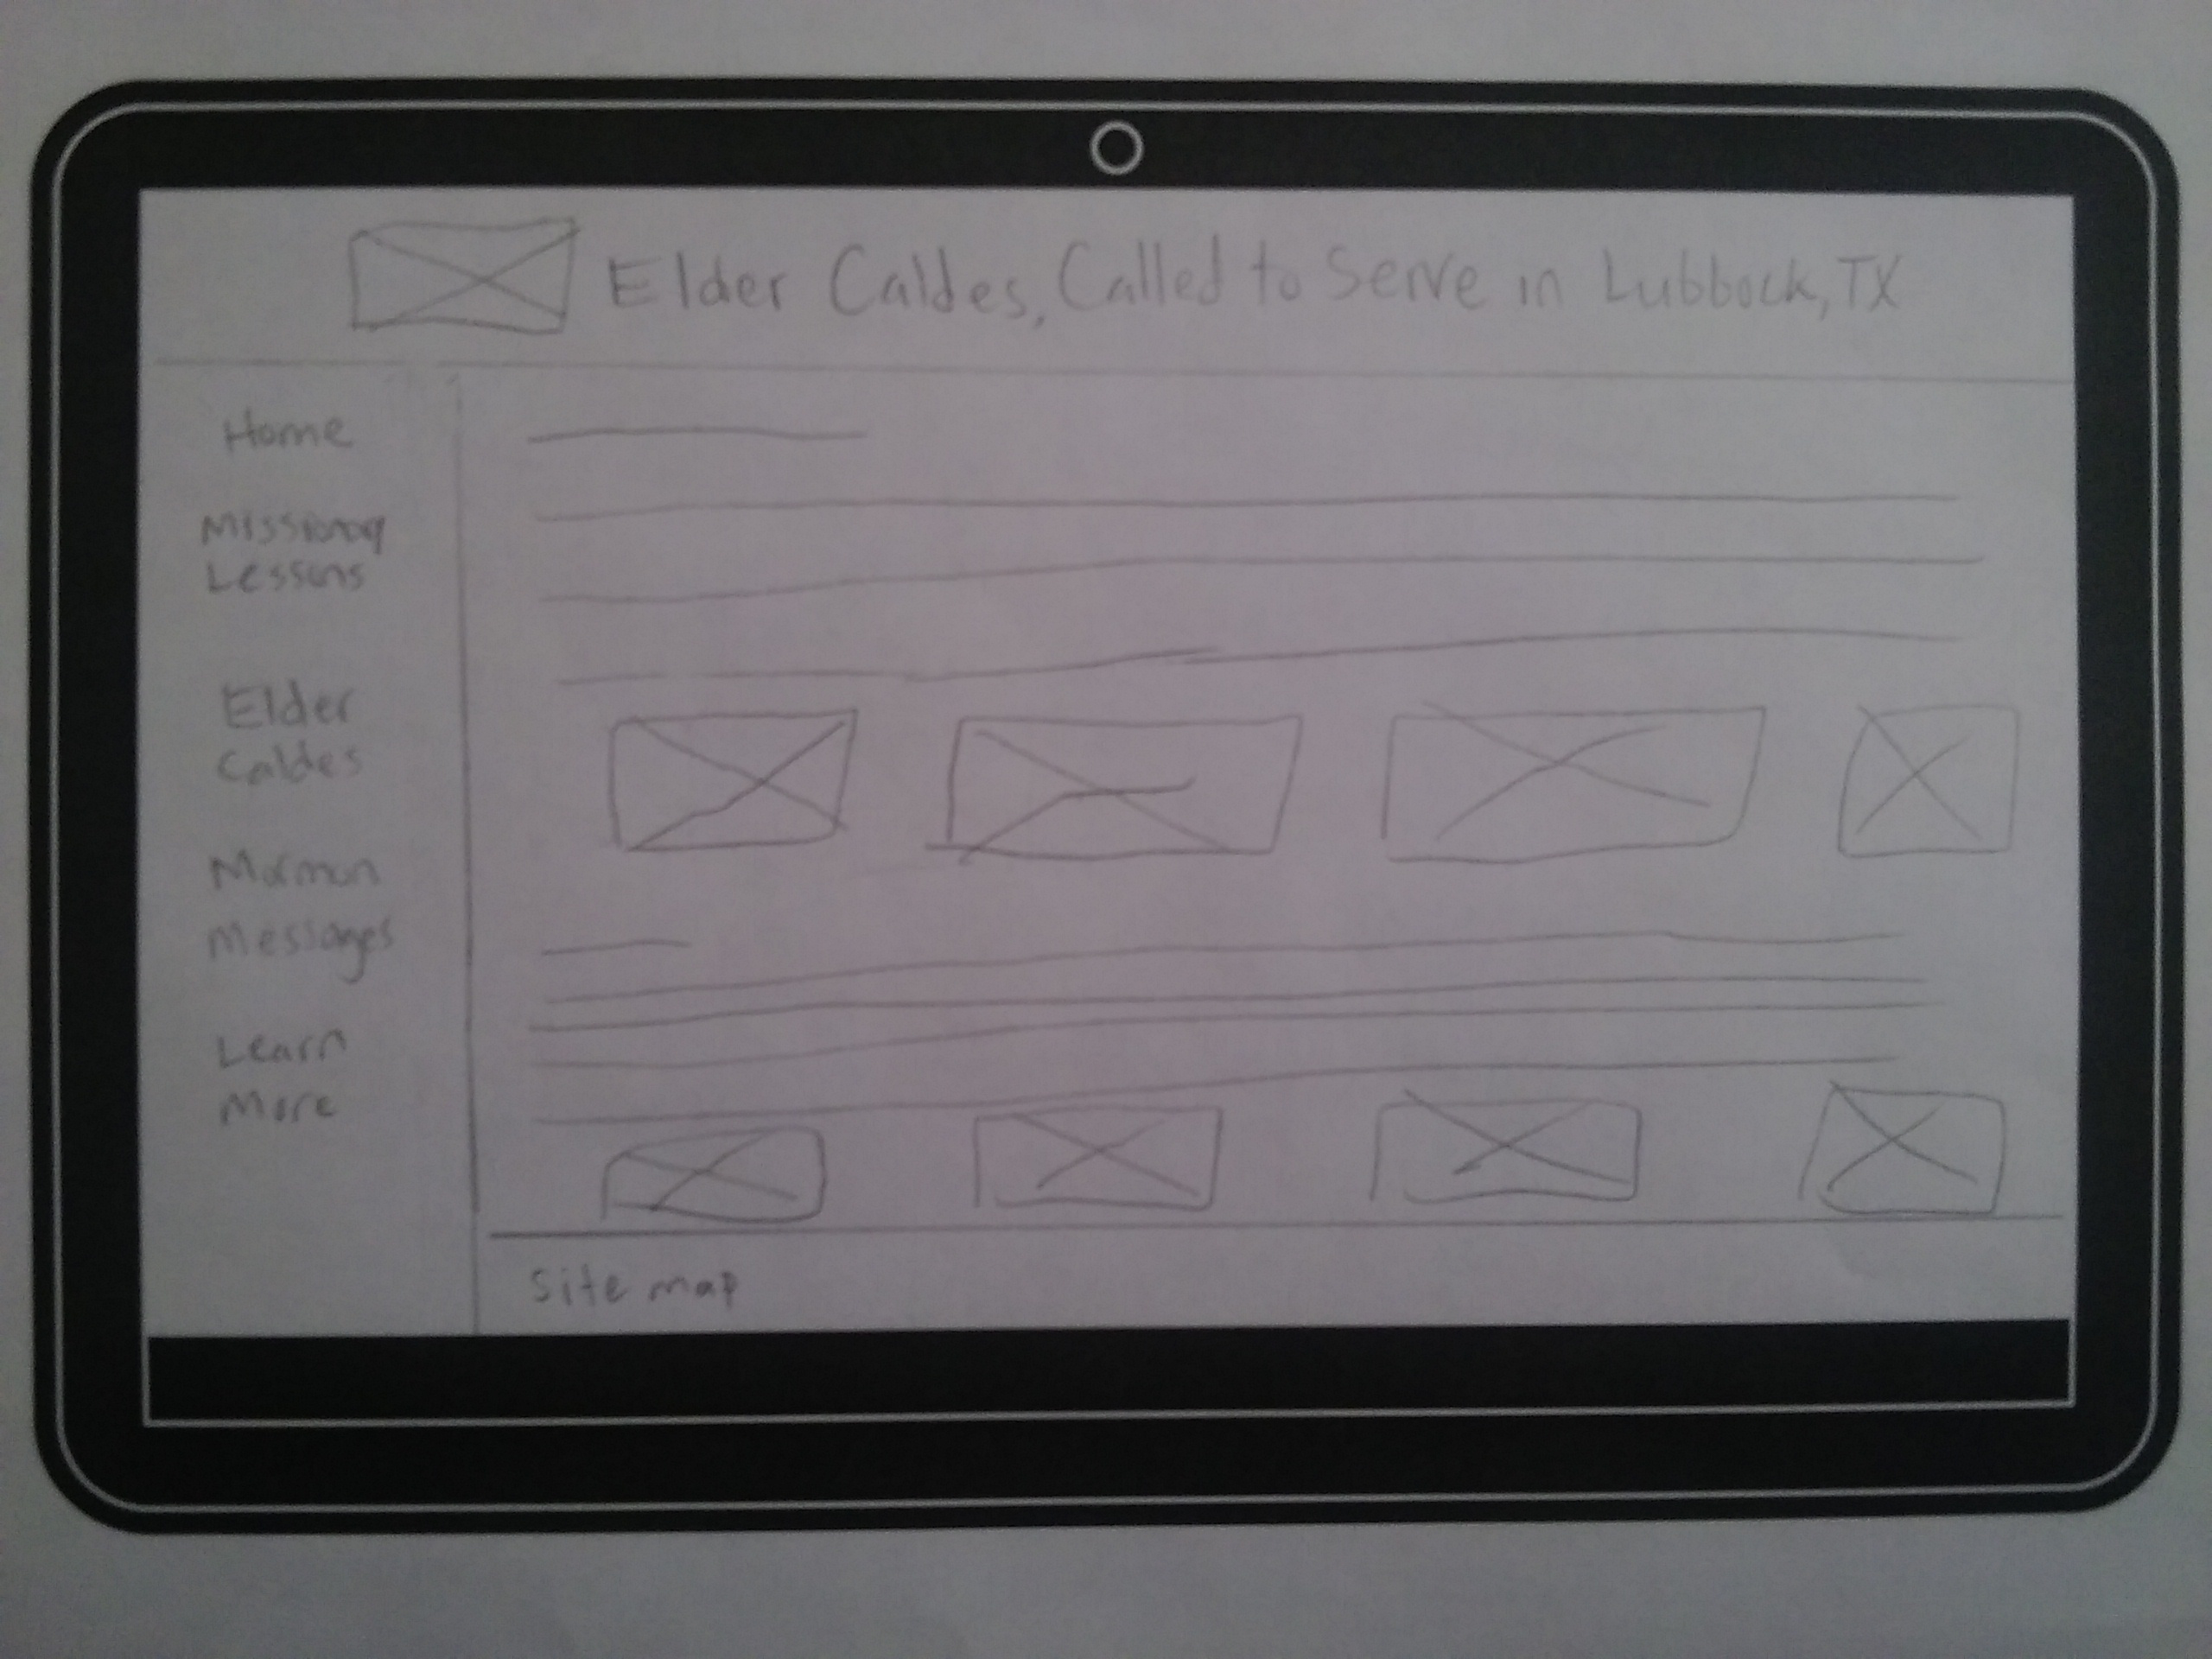 Elder Caldes, Called to Serve in Lubbock, TX
Home
Missionary
Lessons
Elder
Caldes
Mormon
Messages
Learn
More
Site map